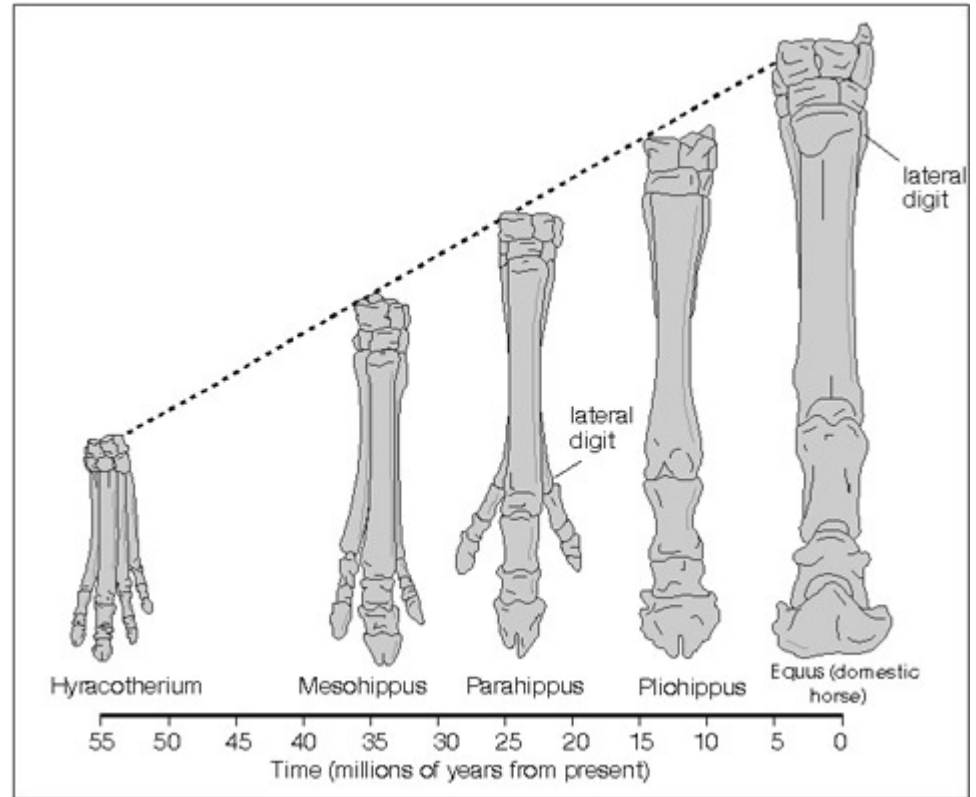 lateral
digit
lateral
digit
Hyracotherium
Mesohippus
Parahippus
Pliohippus
Equus (domestic
horse)
55 50 45 40 35 30 25 20 15 10 5 0
Time (millions of years from present)